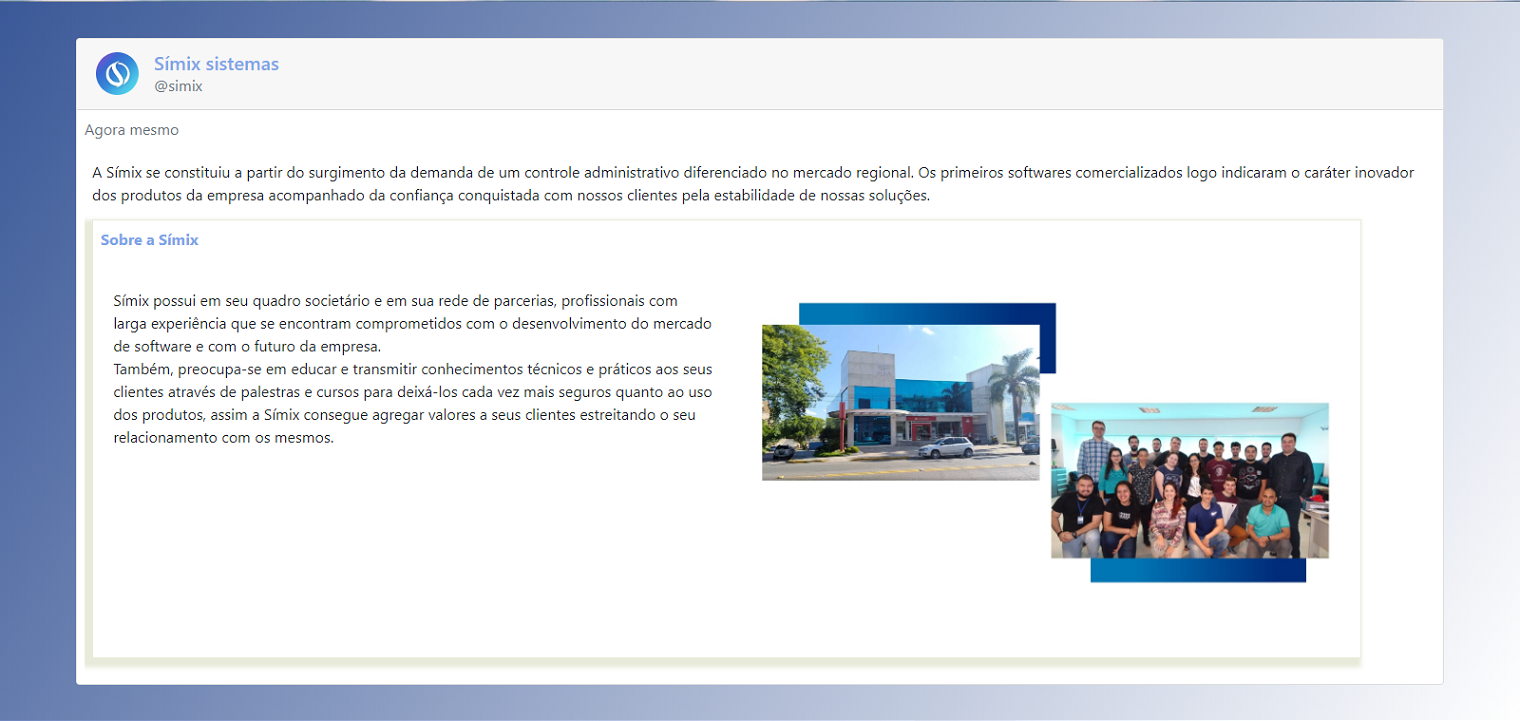 Símix sistemas
@simix
Agora mesmo
A Símix se constituiu a partir do surgimento da demanda de um controle administrativo diferenciado no mercado regional. Os primeiros softwares comercializados logo indicaram o caráter inovador
dos produtos da empresa acompanhado da confiança conquistada com nossos clientes pela estabilidade de nossas soluções.
Sobre a Símix
Símix possui em seu quadro societário e em sua rede de parcerias, profissionais com
larga experiência que se encontram comprometidos com o desenvolvimento do mercado
de software e com o futuro da empresa.
Também, preocupa-se em educar e transmitir conhecimentos técnicos e práticos aos seus
clientes através de palestras e cursos para deixá-los cada vez mais seguros quanto ao uso
dos produtos, assim a Símix consegue agregar valores a seus clientes estreitando o seu
relacionamento com os mesmos.